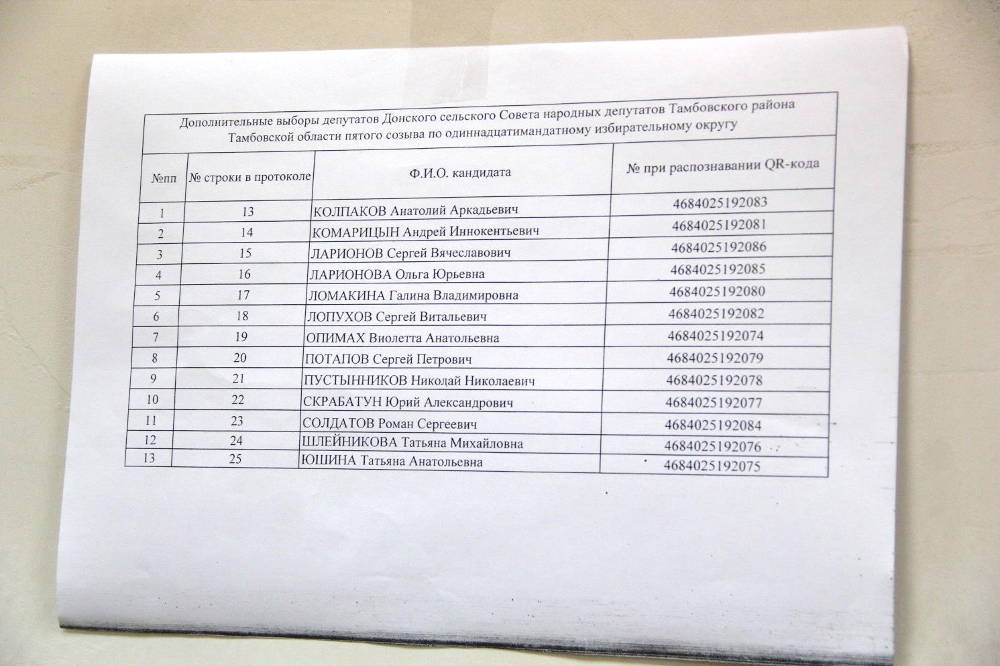 Дополнительные выборы депутатов Донского сельского Совета народных депутатов Тамбовского района
Тамбовской области пятого созыва по одиннадцатимандатному избирательному округу
№пп № строки в протоколе Ф.И.О. кандидата № при распознавании QR-кода
1 13 КОЛПАКОВ Анатолий Аркадьевич 4684025192083
2 14 КОМАРИЦЫН Андрей Иннокентьевич 4684025192081
3 15 ЛАРИОНОВ Сергей Вячеславович 4684025192086
4 16 ЛАРИОНОВА Ольга Юрьевна 4684025192085
5 17 ЛОМАКИНА Галина Владимировна 4684025192080
6 18 ЛОПУХОВ Сергей Витальевич 4684025192082
7 19 ОПИМАХ Виолетта Анатольевна 4684025192074
8 20 ПОТАПОВ Сергей Петрович 4684025192079
9 21 ПУСТЫННИКОВ Николай Николаевич 4684025192078
10 22 СКРАБАТУН Юрий Александрович 4684025192077
11 23 СОЛДАТОВ Роман Сергеевич 4684025192084
12 24 ШЛЕЙНИКОВА Татьяна Михайловна 4684025192076
13 25 ЮШИНА Татьяна Анатольевна 4684025192075